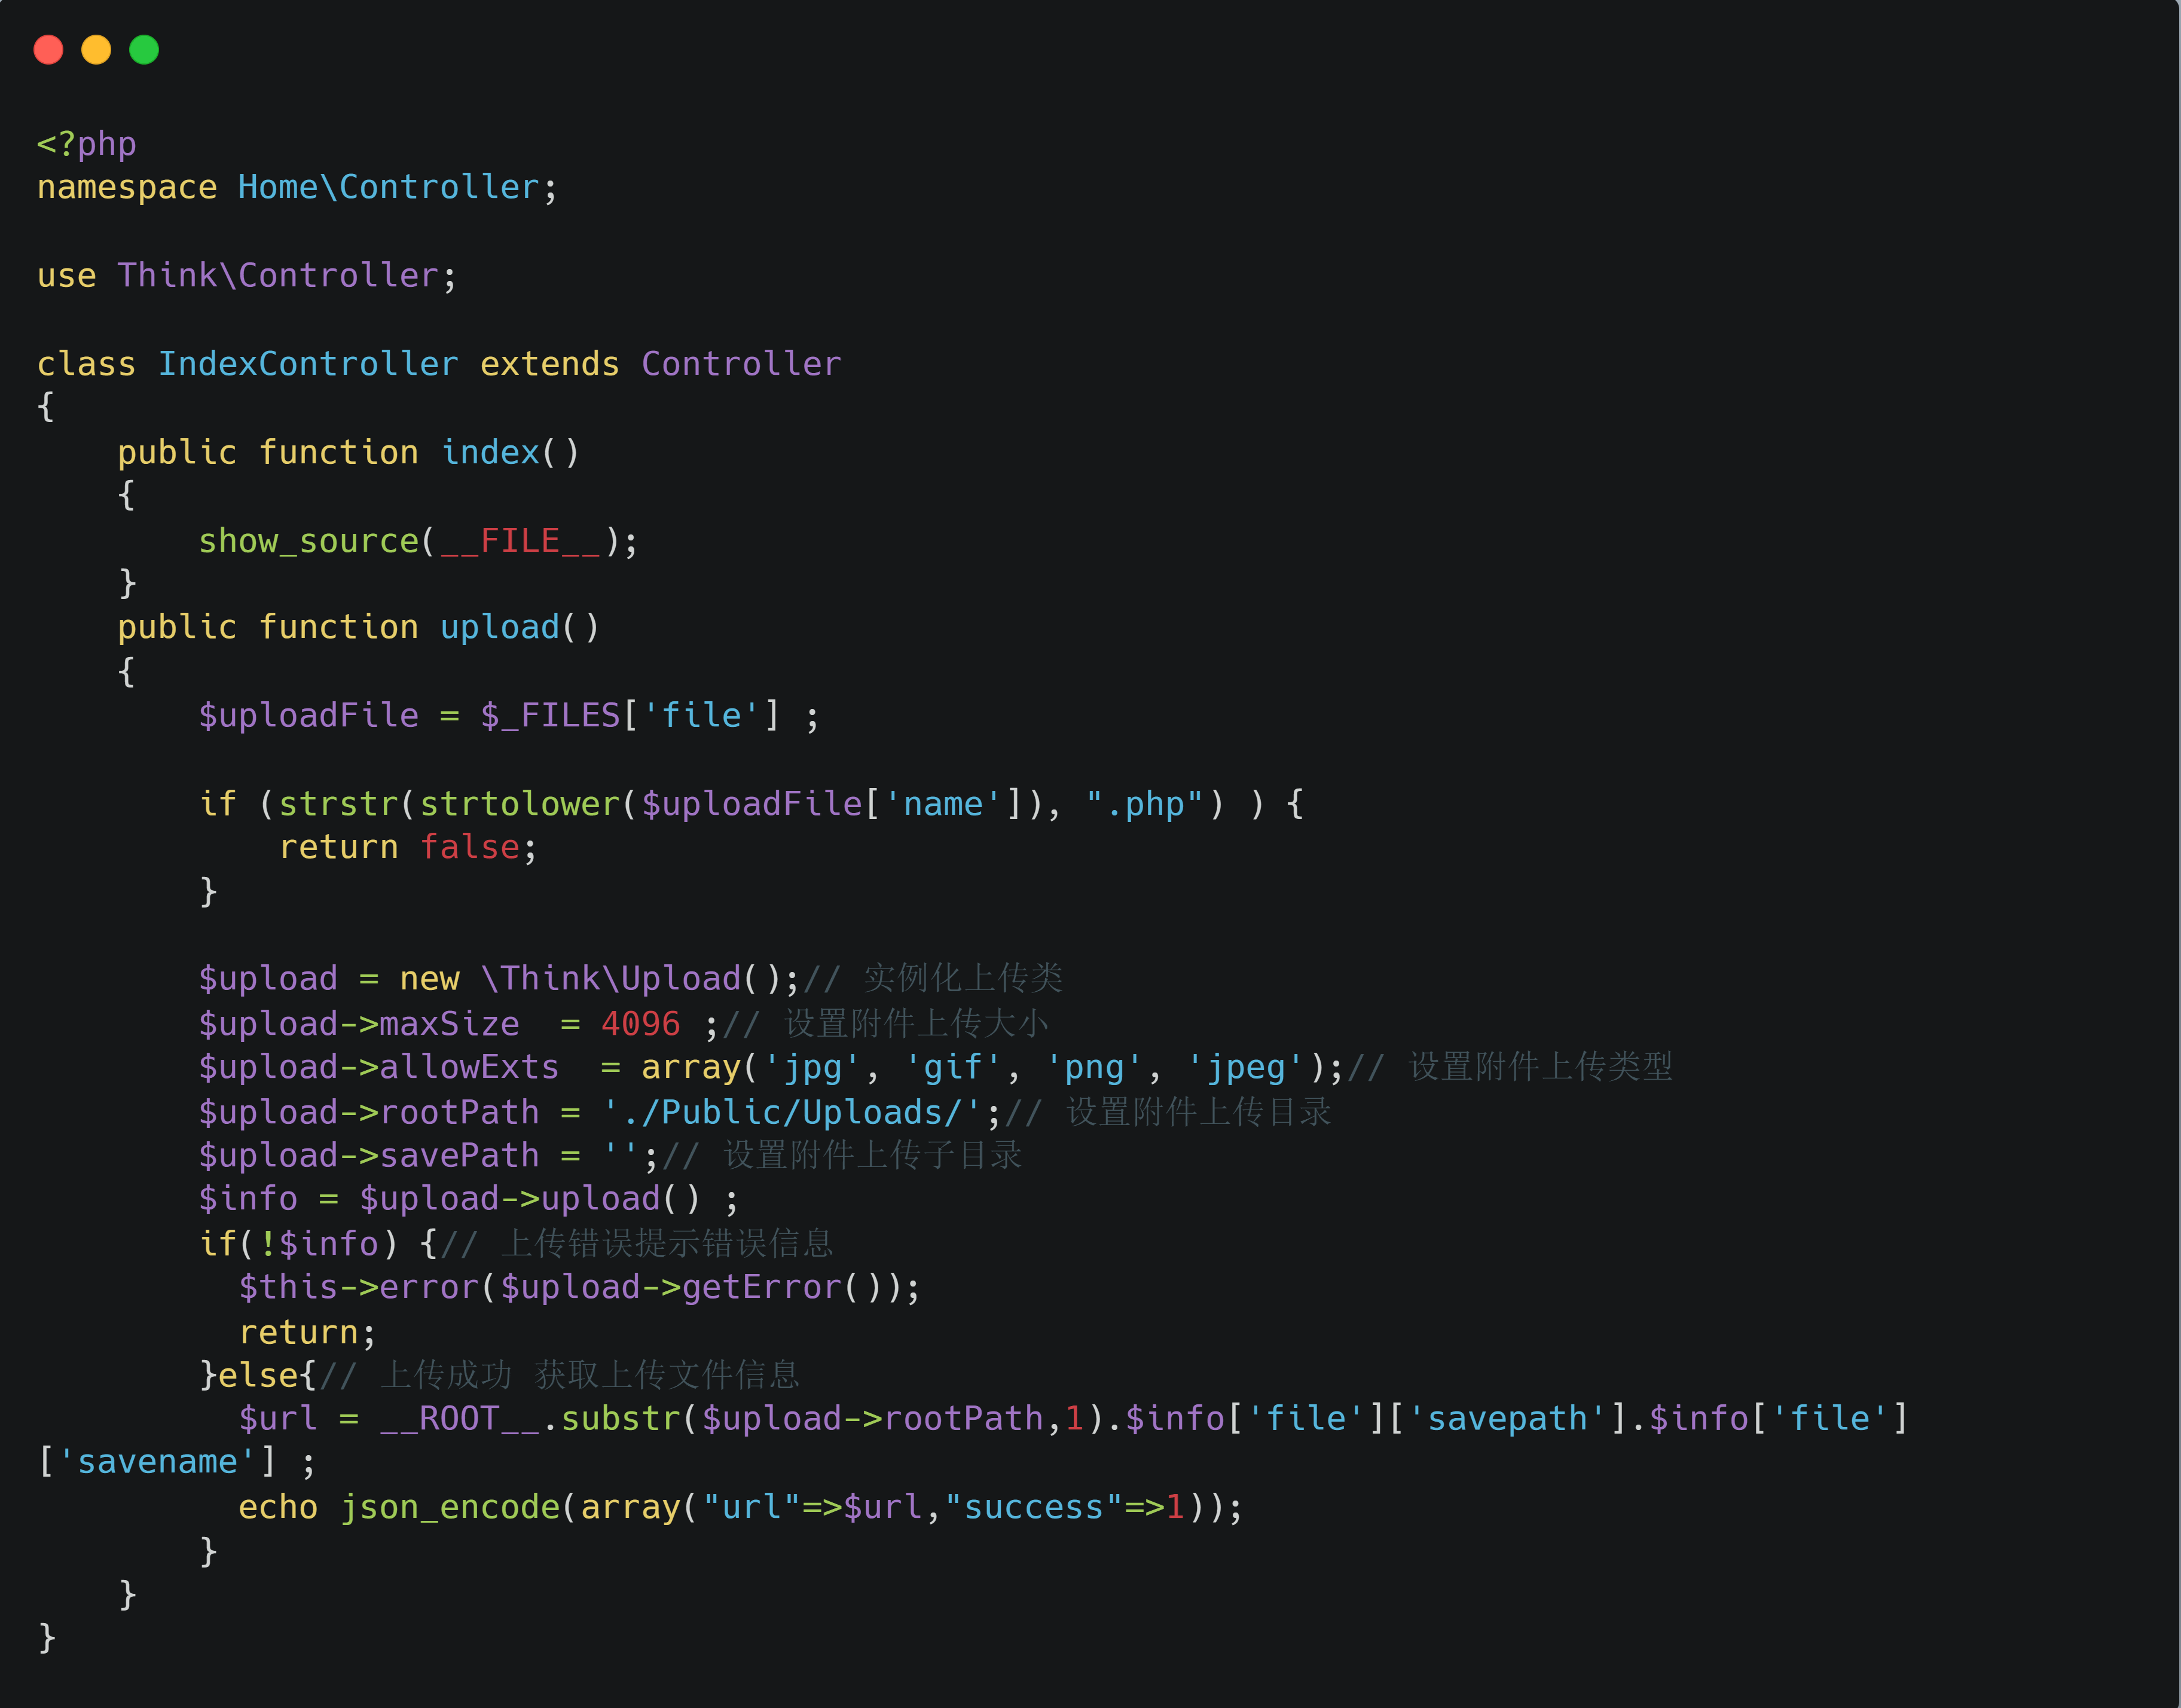 <?php
namespace Home\Controller;

use Think\Controller;

class IndexController extends Controller
{
    public function index()
    {
        show_source(__FILE__);
    }
    public function upload()
    {
        $uploadFile = $_FILES['file'] ;

        if (strstr(strtolower($uploadFile['name']), ".php") ) {
            return false;
        }

        $upload = new \Think\Upload();// 实例化上传类
        $upload->maxSize  = 4096 ;// 设置附件上传大小
        $upload->allowExts  = array('jpg', 'gif', 'png', 'jpeg');// 设置附件上传类型
        $upload->rootPath = './Public/Uploads/';// 设置附件上传目录
        $upload->savePath = '';// 设置附件上传子目录
        $info = $upload->upload() ;
        if(!$info) {// 上传错误提示错误信息
          $this->error($upload->getError());
          return;
        }else{// 上传成功 获取上传文件信息
          $url = __ROOT__.substr($upload->rootPath,1).$info['file']['savepath'].$info['file']
['savename'] ;
          echo json_encode(array("url"=>$url,"success"=>1));
        }
    }
}